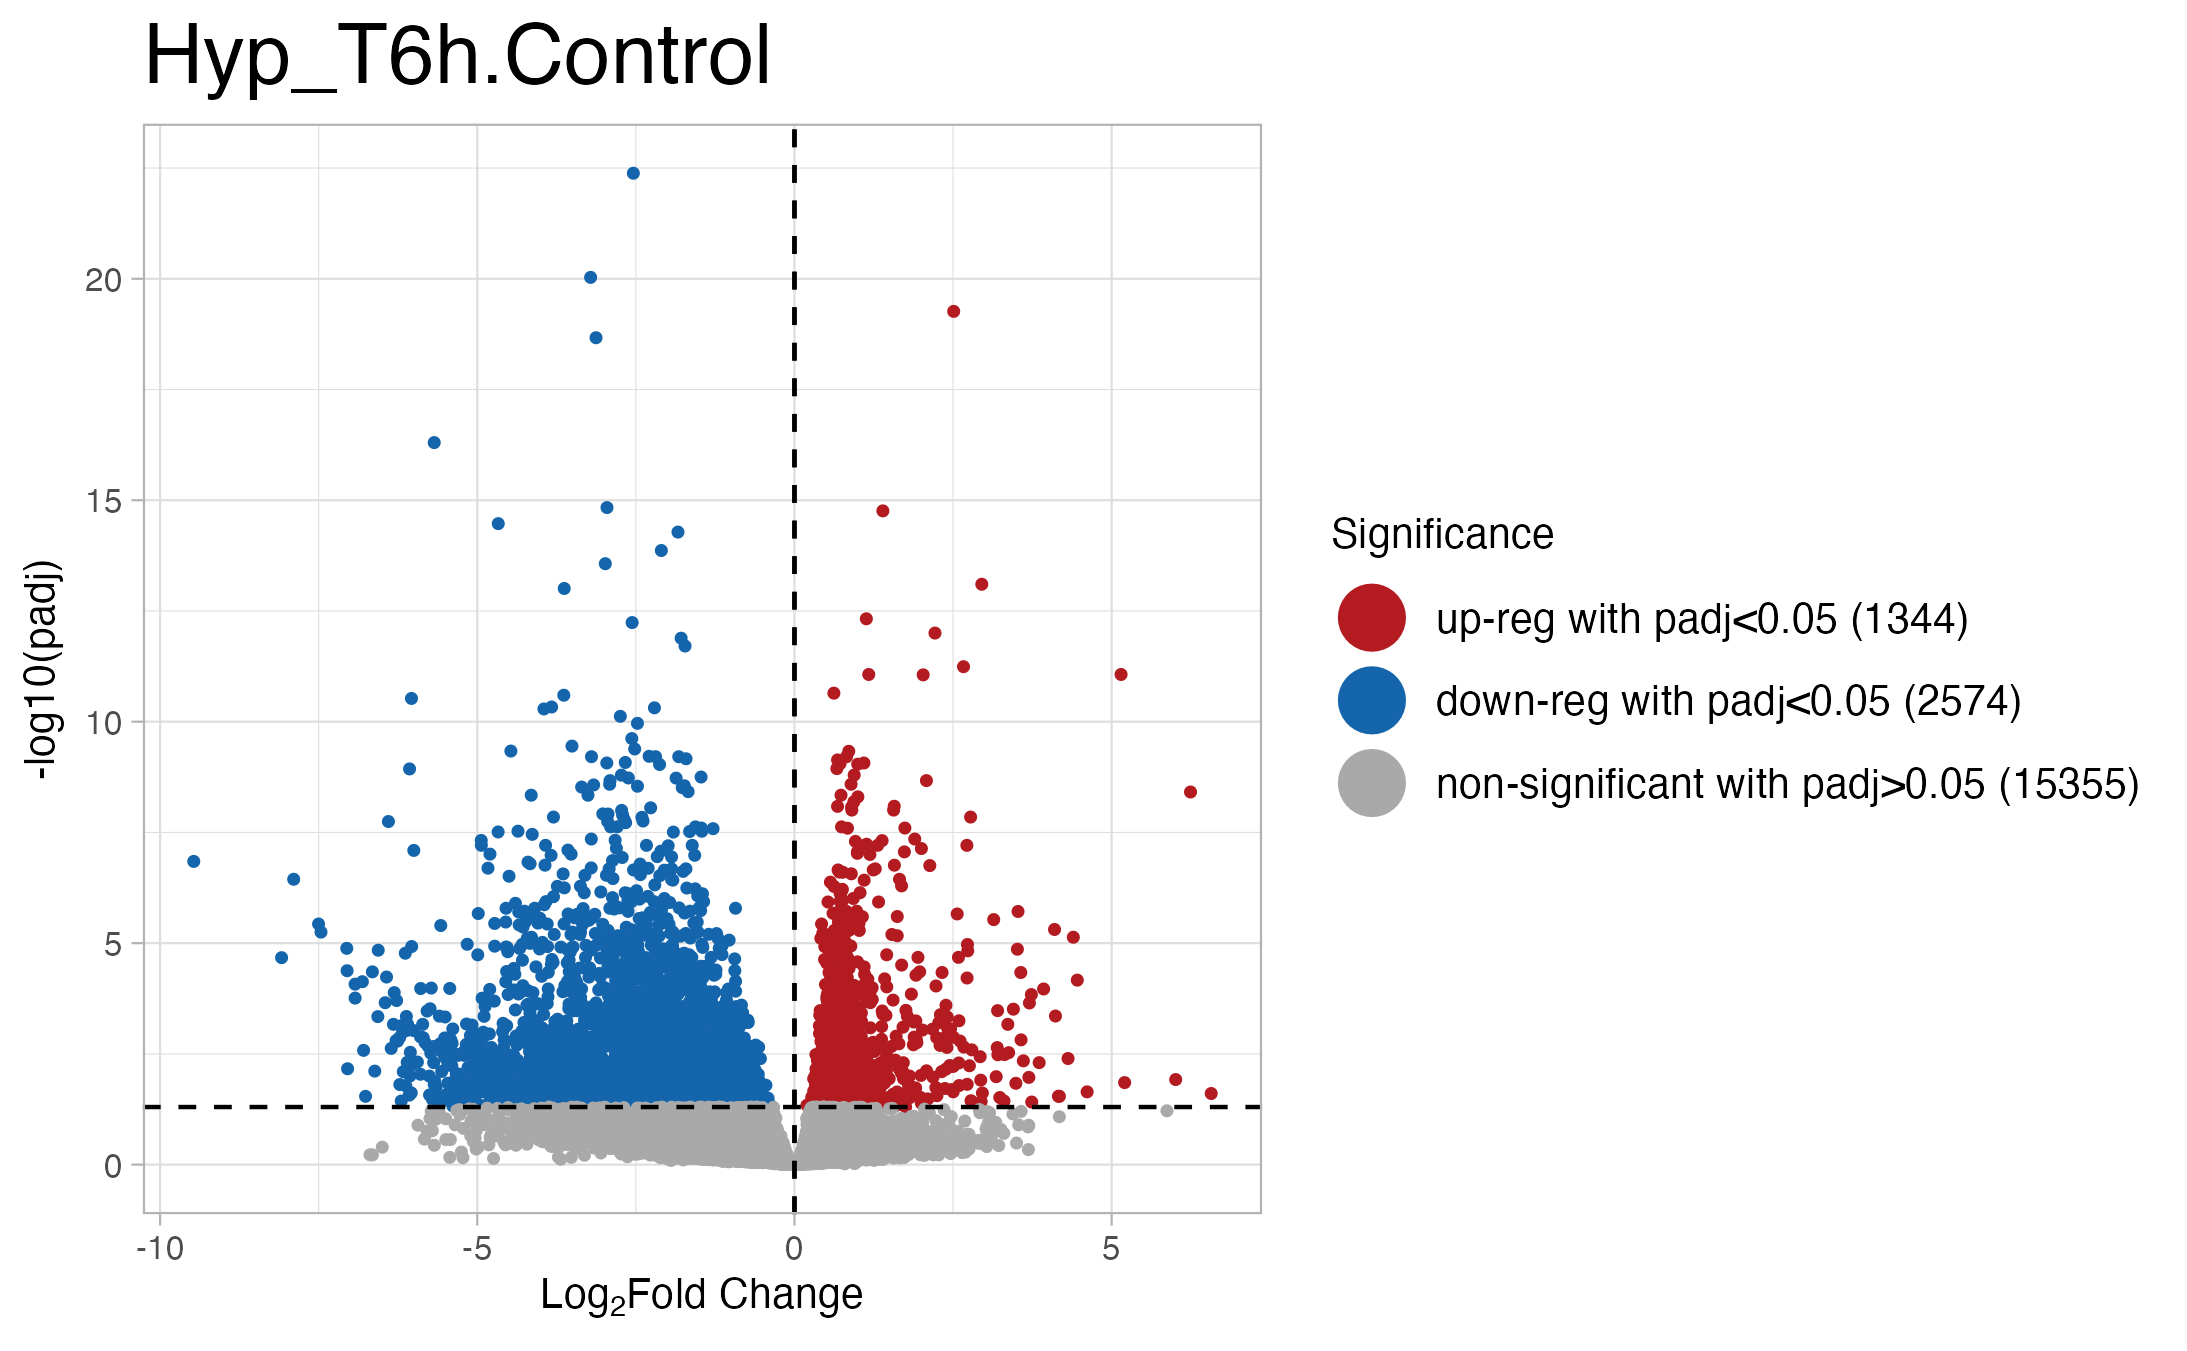 Hyp_T6h.Control
-log10(padj)
20
15
10
5
0
-10
-5
0
5
Log₂Fold Change
Significance
up-reg with padj<0.05 (1344)
down-reg with padj<0.05 (2574)
non-significant with padj>0.05 (15355)